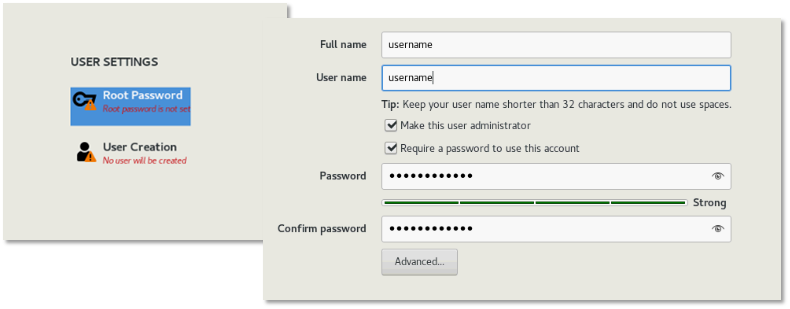 USER SETTINGS
Root Password
Root password is not set
User Creation
No user will be created
Full name username
User name username
Tip: Keep your user name shorter than 32 characters and do not use spaces.
Make this user administrator
Require a password to use this account
Password ••••••••••••
Strong
Confirm password ••••••••••••
Advanced...